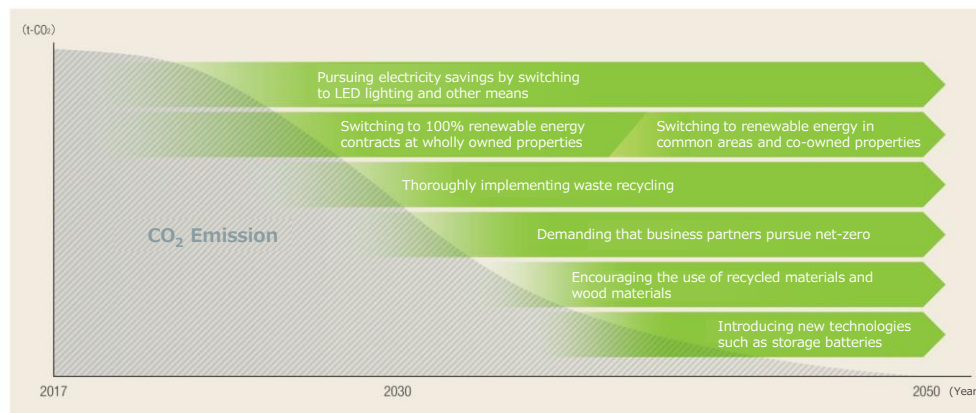 (t-CO₂)
Pursuing electricity savings by switching
to LED lighting and other means
Switching to 100% renewable energy
contracts at wholly owned properties
Switching to renewable energy in
common areas and co-owned properties
Thoroughly implementing waste recycling
CO₂ Emission
Demanding that business partners pursue net-zero
Encouraging the use of recycled materials and
wood materials
Introducing new technologies
such as storage batteries
2017
2030
2050 (Year